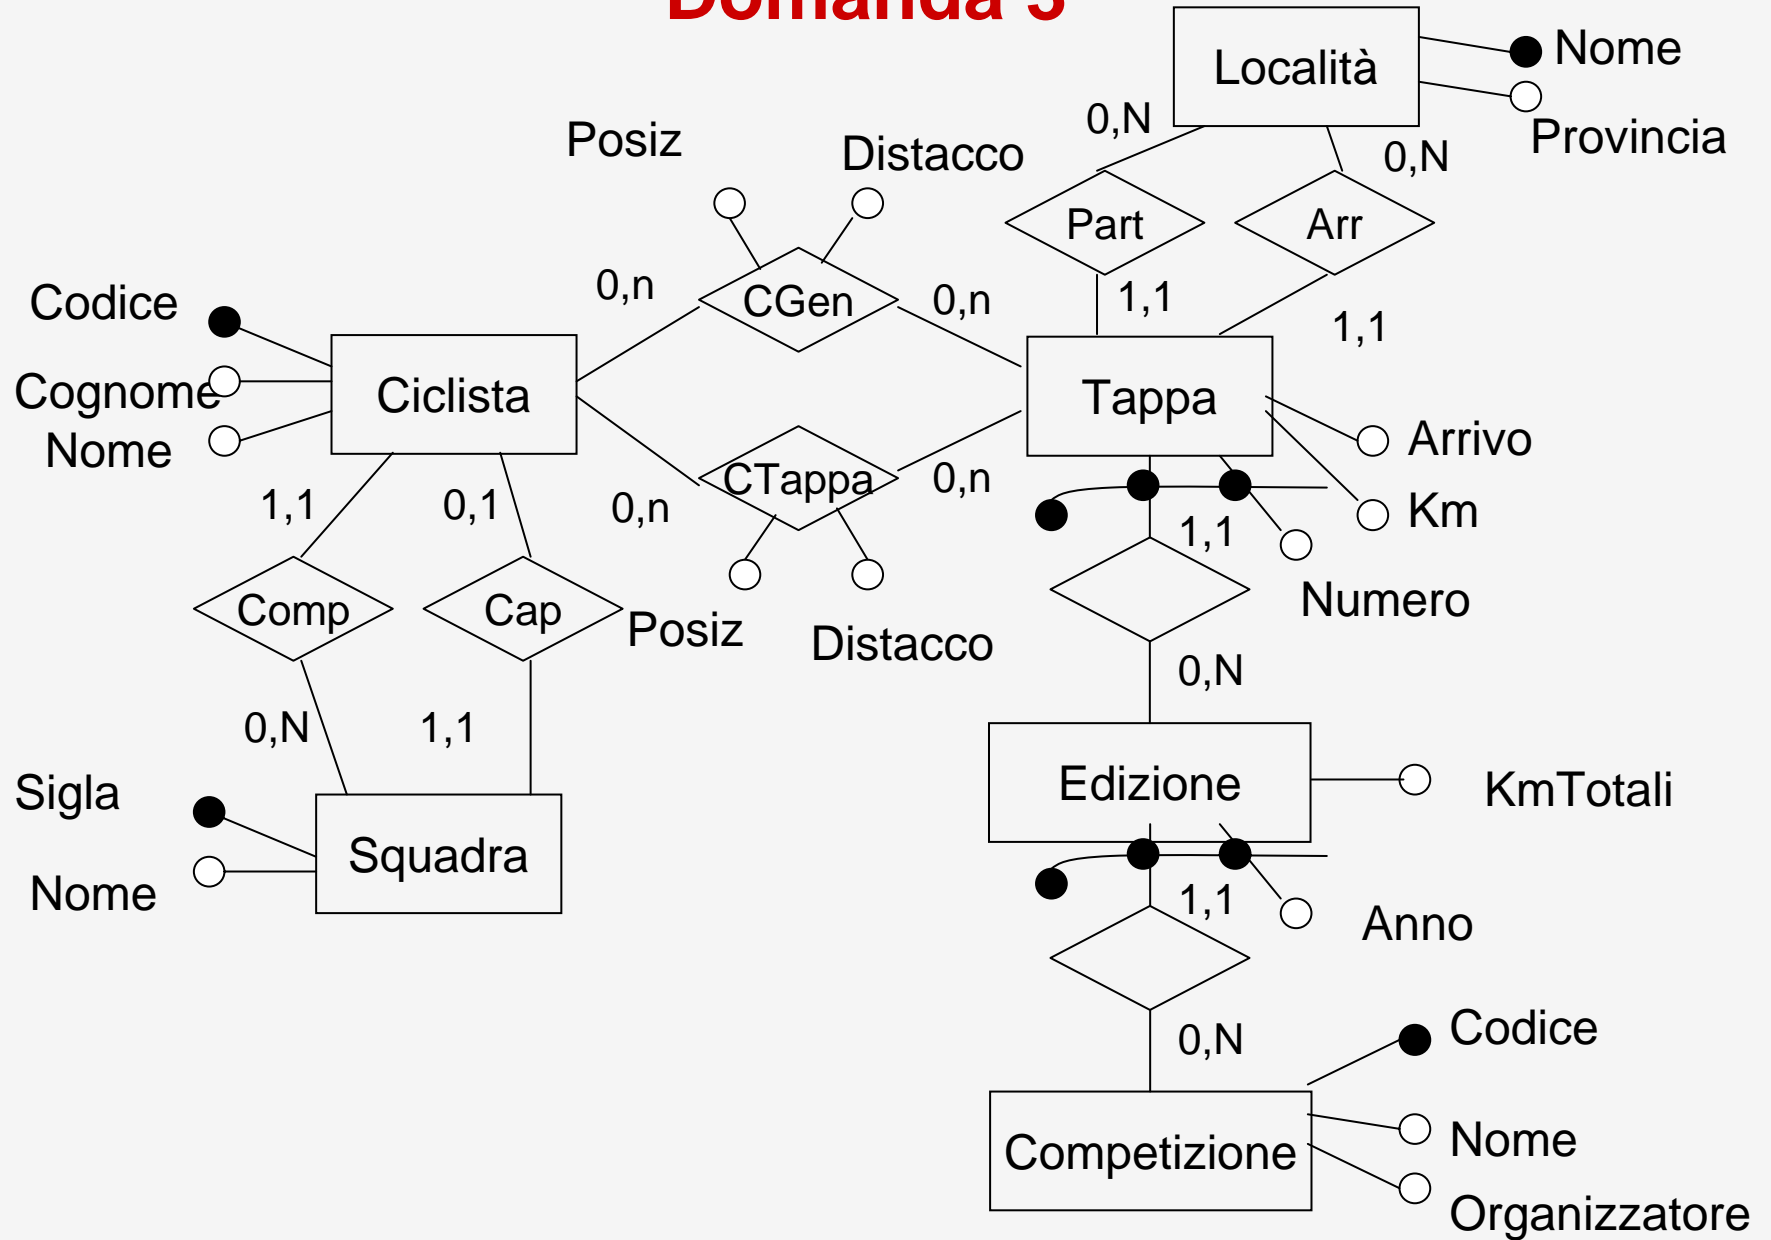 Domanda 3
Località
Nome
Provincia
0,N
0,N
Posiz
Distacco
Part
Arr
Codice
0,n
CGen
0,n
1,1
1,1
Cognome
Ciclista
Tappa
Nome
Arrivo
1,1
0,1
0,n
CTappa
0,n
Km
1,1
Comp
Cap
Posiz
Distacco
Numero
0,N
0,N
1,1
Sigla
Edizione
KmTotali
Squadra
Nome
1,1
Anno
0,N
Codice
Competizione
Nome
Organizzatore